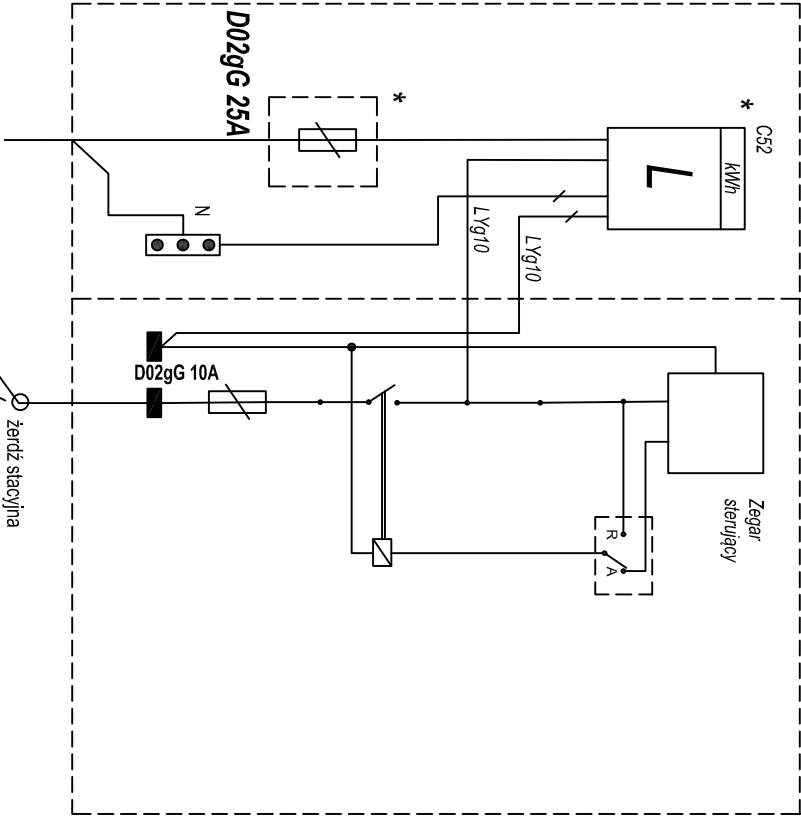 D02gG 25A
*
*
C52
kWh
L
N
LYg10
LYg10
D02gG 10A
Zegar
sterujący
R
A
żerdź stacyjna